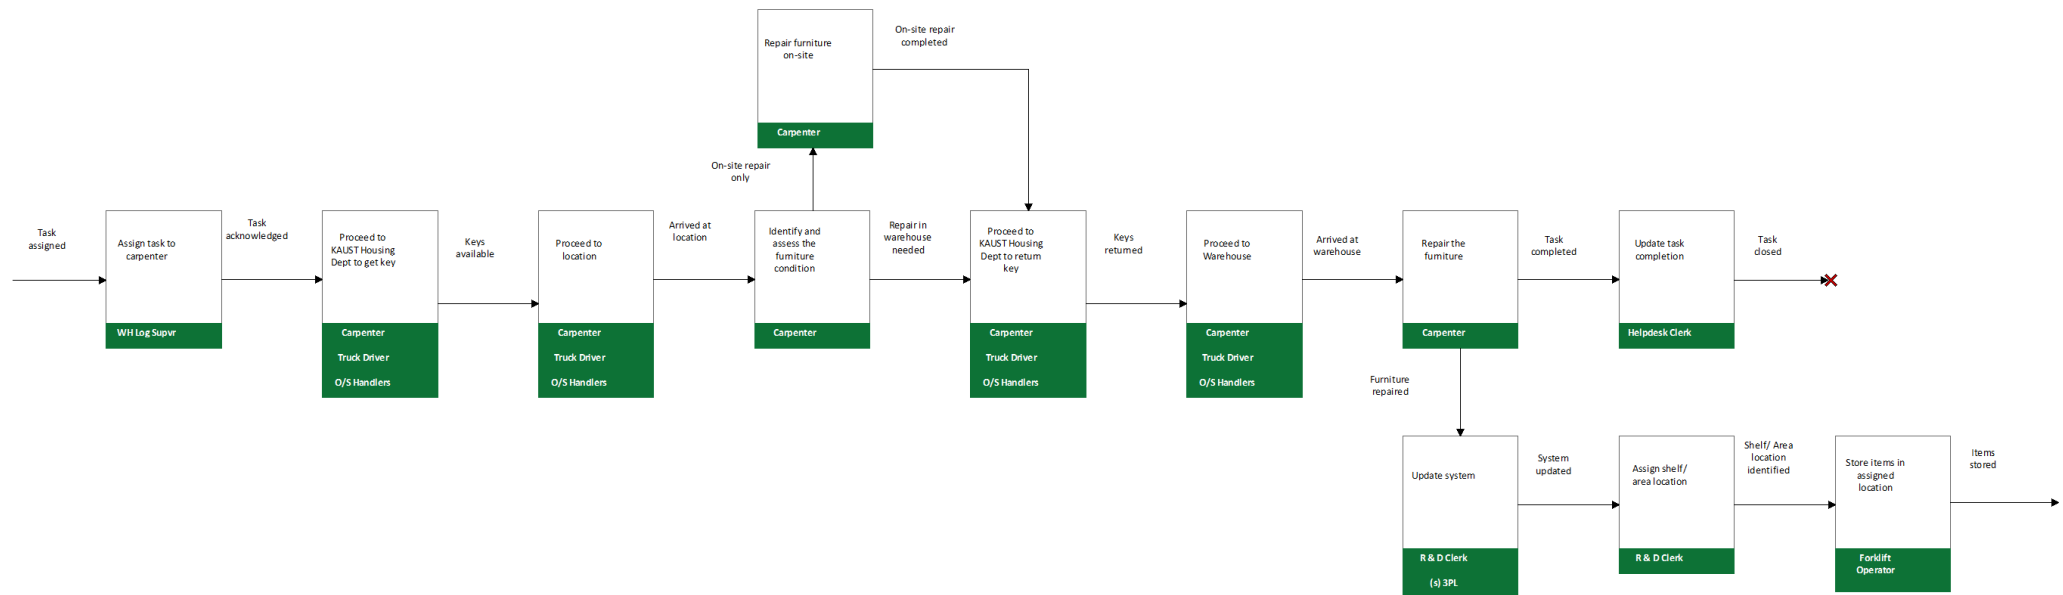 Repair furniture
on-site
Carpenter
On-site repair
completed
On-site repair
only
Task
assigned
Assign task to
carpenter
WH Log Supvr
Task
acknowledged
Proceed to
KAUST Housing
Dept to get key
Carpenter
Truck Driver
O/S Handlers
Keys
available
Proceed to
location
Carpenter
Truck Driver
O/S Handlers
Arrived at
location
Identify and
assess the
furniture
condition
Carpenter
Repair in
warehouse
needed
Proceed to
KAUST Housing
Dept to return
key
Carpenter
Truck Driver
O/S Handlers
Keys
returned
Proceed to
Warehouse
Carpenter
Truck Driver
O/S Handlers
Arrived at
warehouse
Repair the
furniture
Carpenter
Task
completed
Update task
completion
Helpdesk Clerk
Task
closed
Furniture
repaired
Update system
R & D Clerk
(s) 3PL
System
updated
Assign shelf/
area location
R & D Clerk
Shelf/ Area
location
identified
Store items in
assigned
location
Forklift
Operator
Items
stored